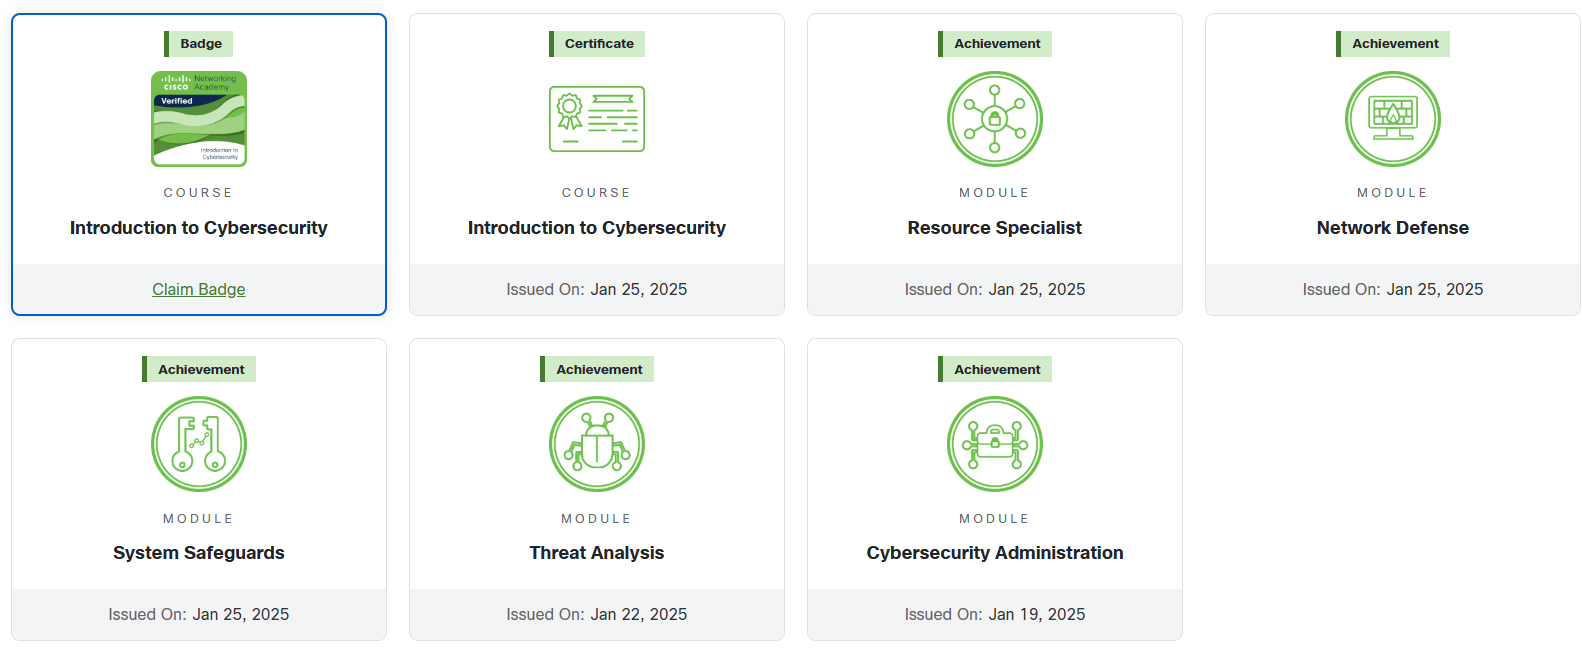 Badge
CISCO
Networking
Academy
Verified
Introduction to
Cybersecurity
COURSE
Introduction to Cybersecurity
Claim Badge
Certificate
COURSE
Introduction to Cybersecurity
Issued On: Jan 25, 2025
Achievement
MODULE
Resource Specialist
Issued On: Jan 25, 2025
Achievement
MODULE
Network Defense
Issued On: Jan 25, 2025
Achievement
MODULE
System Safeguards
Issued On: Jan 25, 2025
Achievement
MODULE
Threat Analysis
Issued On: Jan 22, 2025
Achievement
MODULE
Cybersecurity Administration
Issued On: Jan 19, 2025